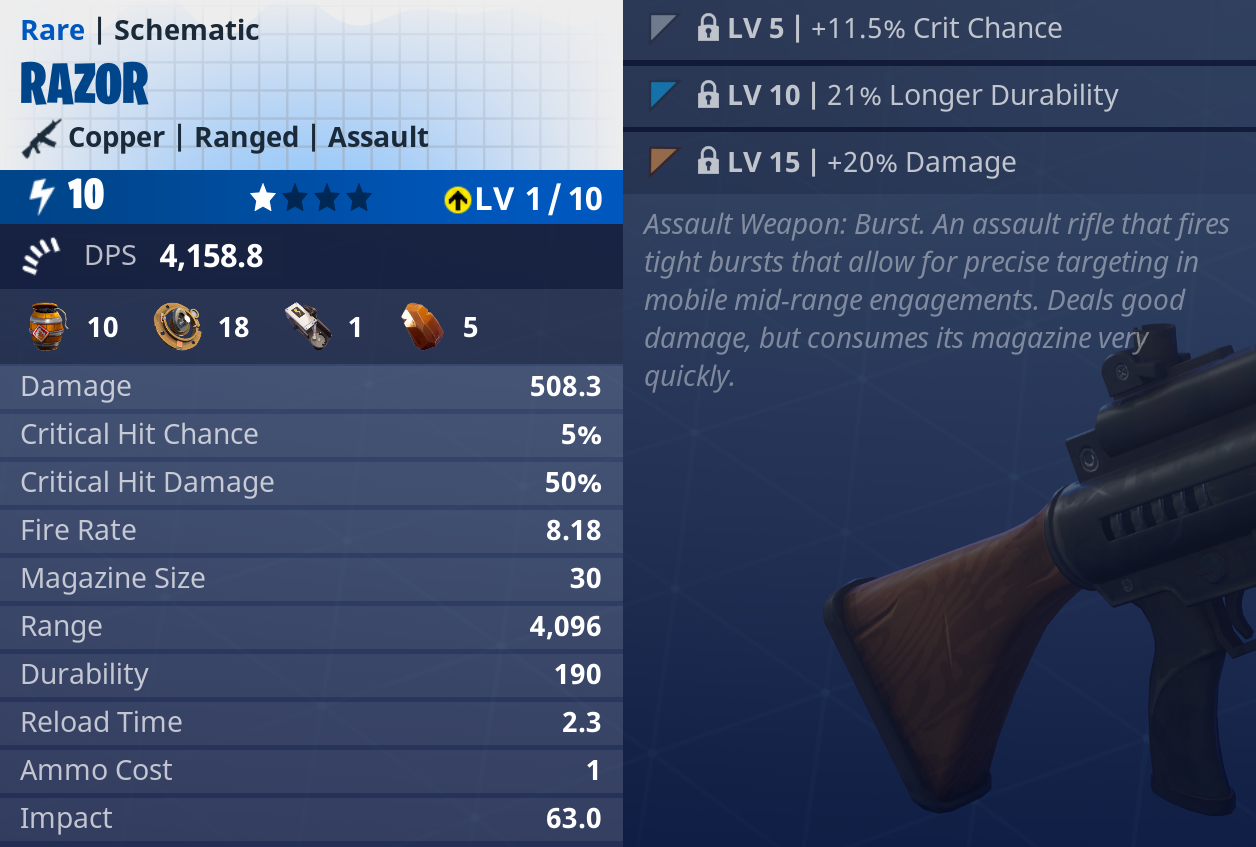 Rare | Schematic
RAZOR
Copper | Ranged | Assault
10
LV 1 / 10
DPS 4,158.8
10 18 1 5
Damage 508.3
Critical Hit Chance 5%
Critical Hit Damage 50%
Fire Rate 8.18
Magazine Size 30
Range 4,096
Durability 190
Reload Time 2.3
Ammo Cost 1
Impact 63.0
LV 5 | +11.5% Crit Chance
LV 10 | 21% Longer Durability
LV 15 | +20% Damage
Assault Weapon: Burst. An assault rifle that fires
tight bursts that allow for precise targeting in
mobile mid-range engagements. Deals good
damage, but consumes its magazine very
quickly.